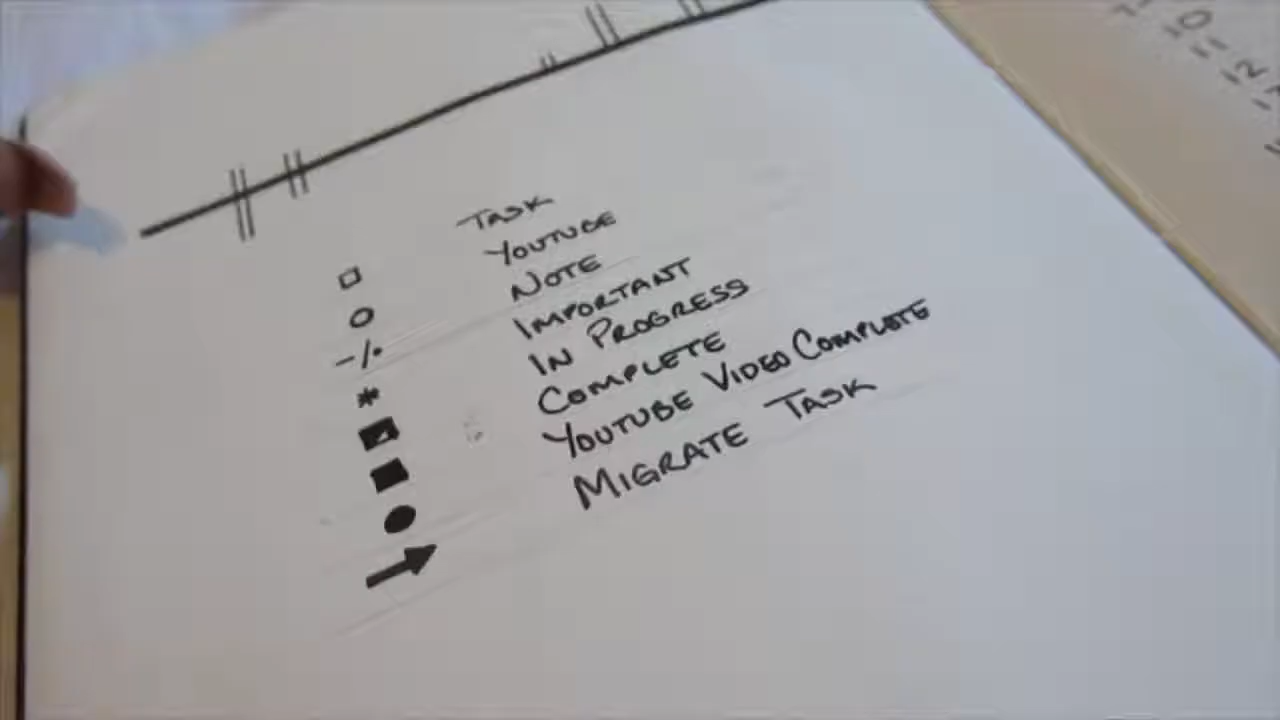 □ TASK
○ YOUTUBE
-/• NOTE
* IMPORTANT
IN PROGRESS
■ COMPLETE
● YOUTUBE VIDEO COMPLETE
→ MIGRATE TASK